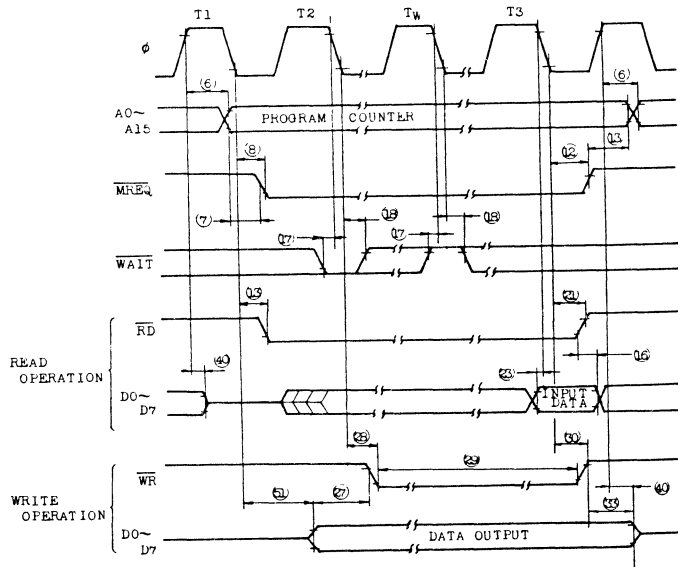 T1 T2 TW T3
φ
(6) (6)
A0~
A15
PROGRAM COUNTER
(8) (12) (13)
MREQ
(7)
(17) (18) (17) (18)
WAIT
(13) (21)
RD
READ
OPERATION
(40) (23) (16)
D0~
D7
INPUT
DATA
(28) (29) (30)
WR
WRITE
OPERATION
(51) (27) (33) (40)
D0~
D7
DATA OUTPUT